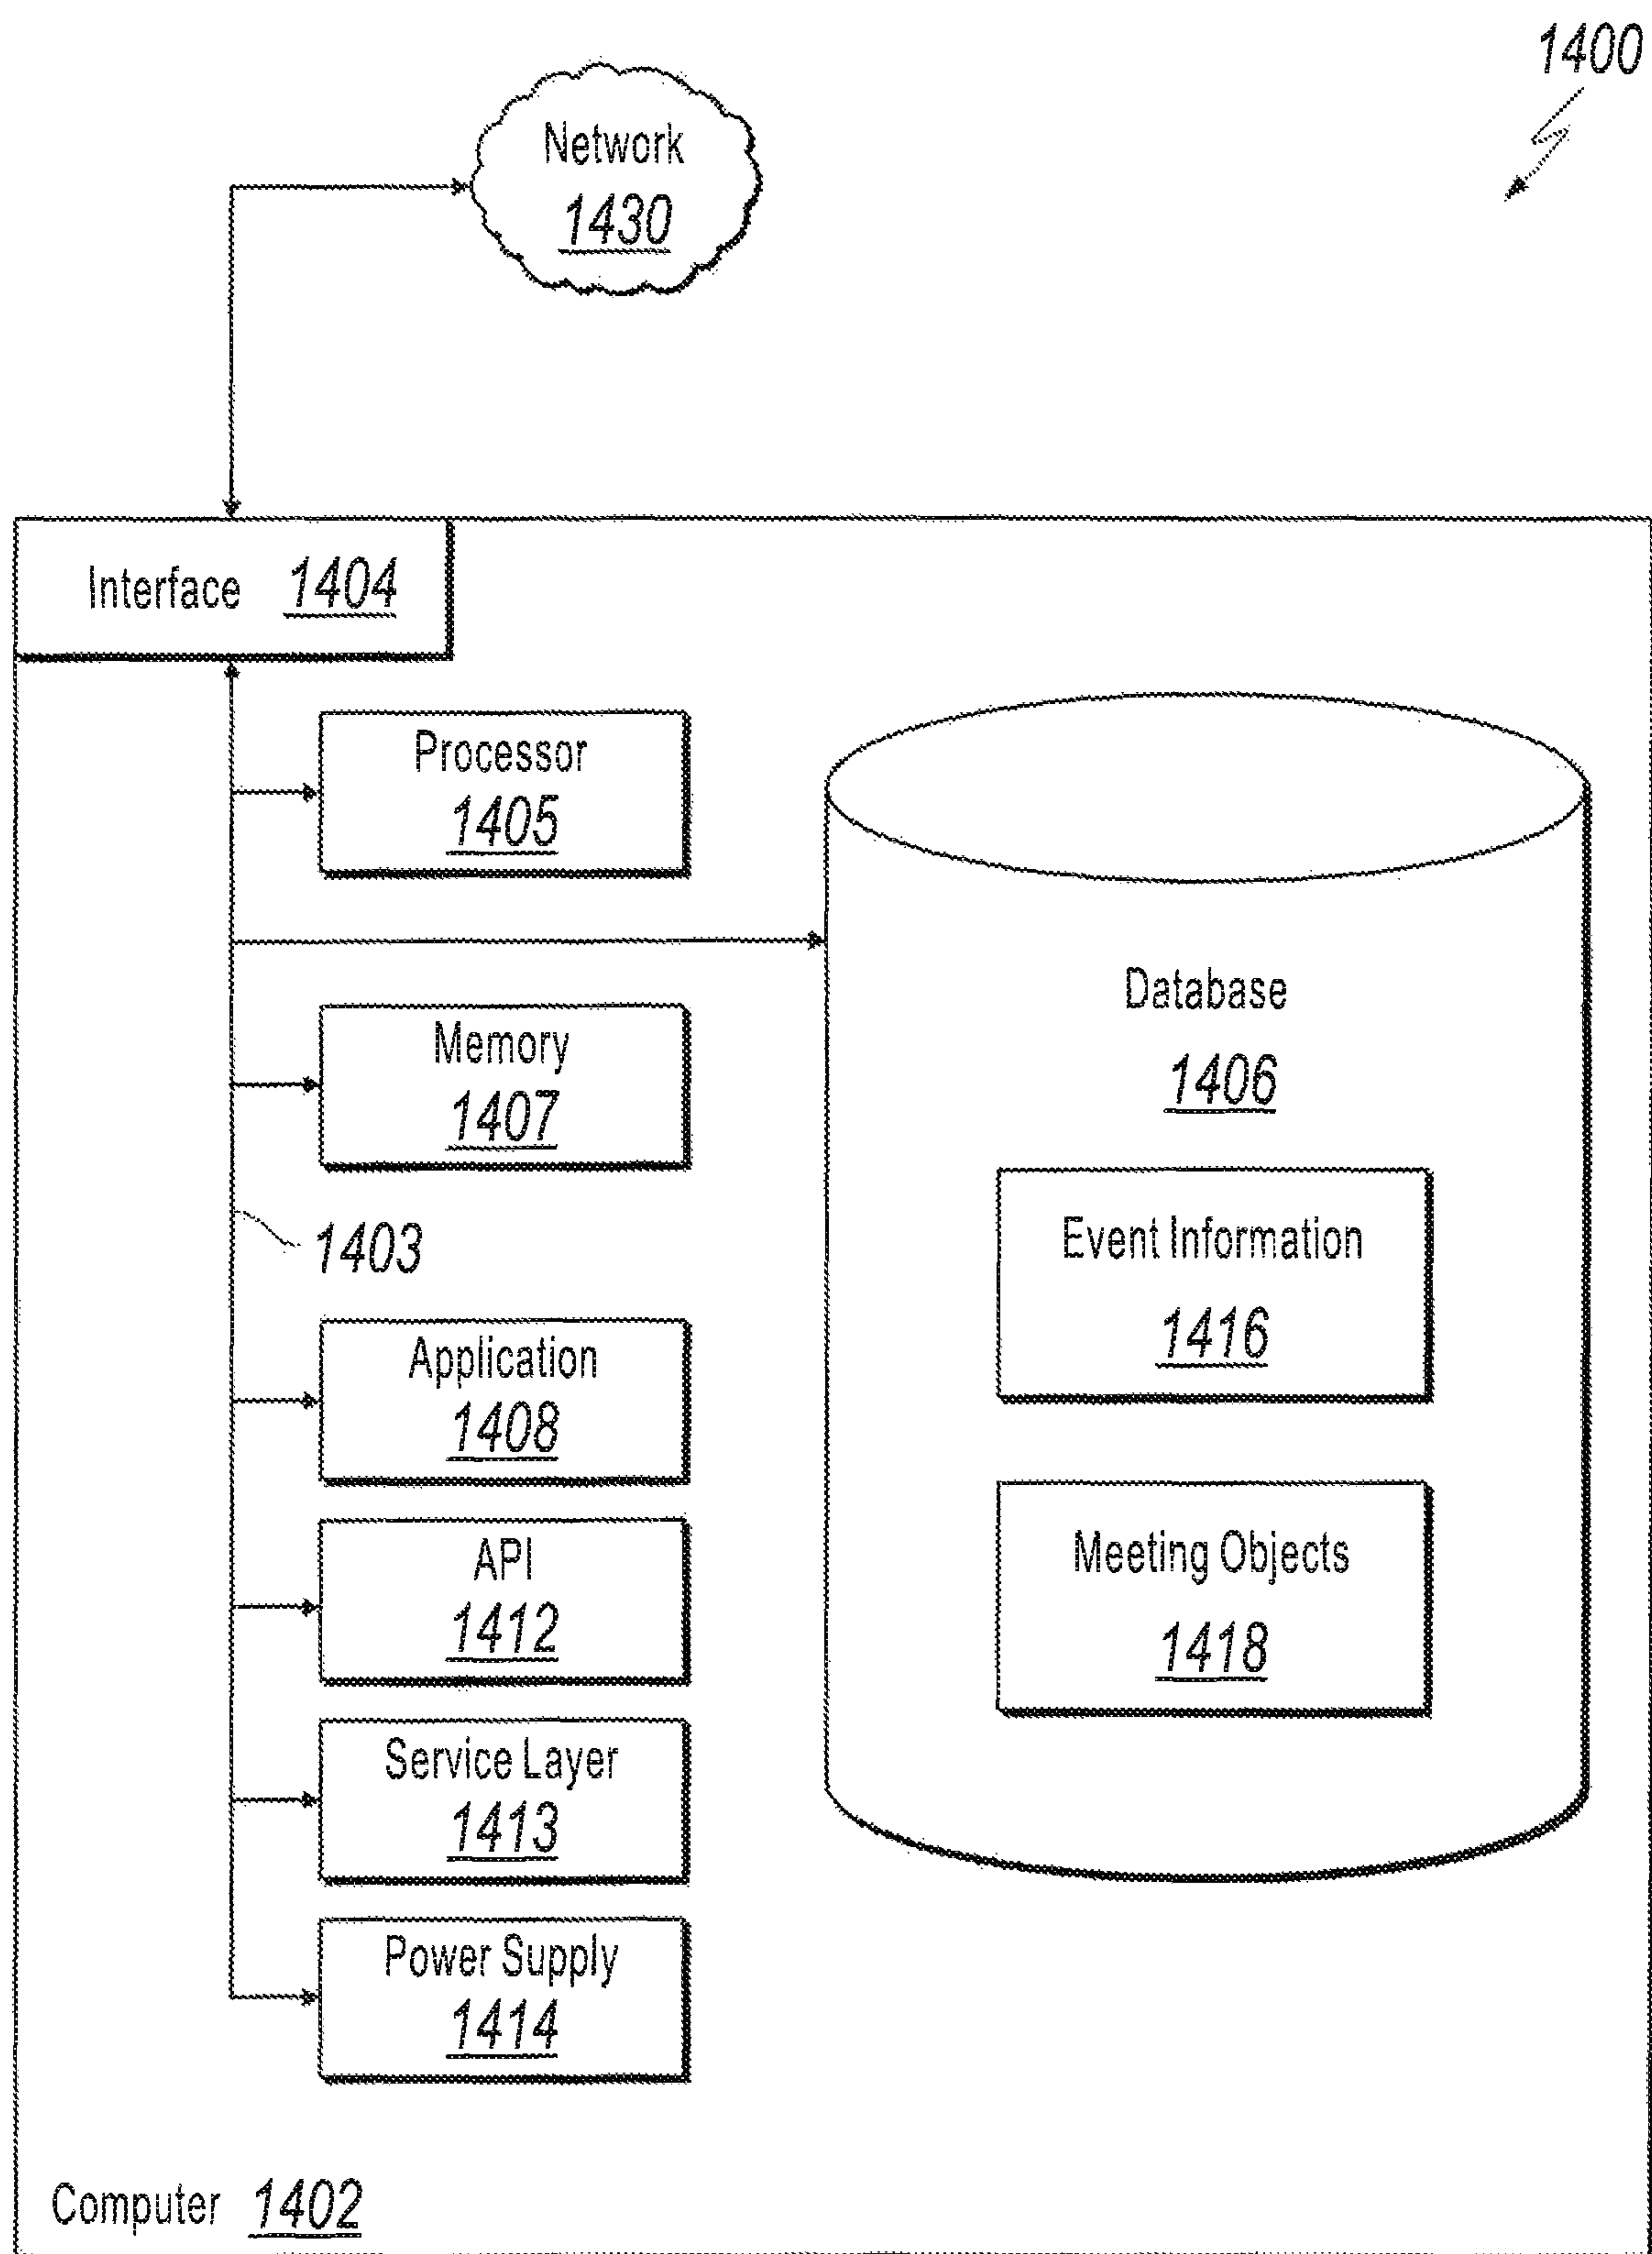 1400
Network
1430
Interface 1404
Processor
1405
Database
1406
Memory
1407
Event Information
1416
1403
Application
1408
Meeting Objects
1418
API
1412
Service Layer
1413
Power Supply
1414
Computer 1402